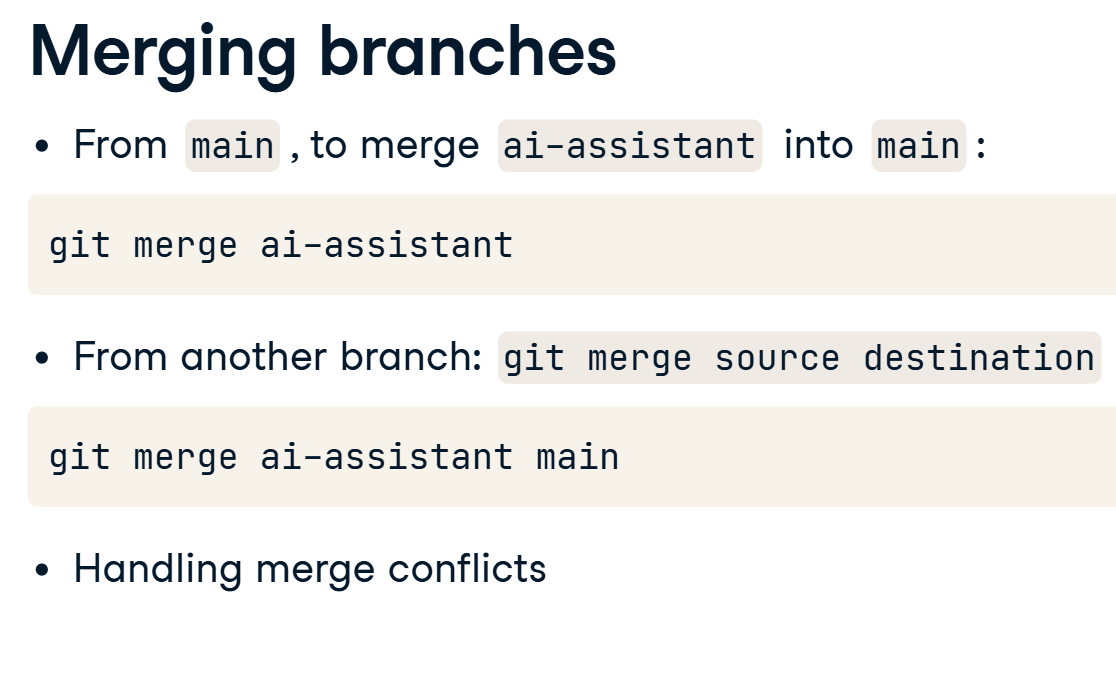 Merging branches
• From main , to merge ai-assistant into main :
git merge ai-assistant
• From another branch: git merge source destination
git merge ai-assistant main
• Handling merge conflicts